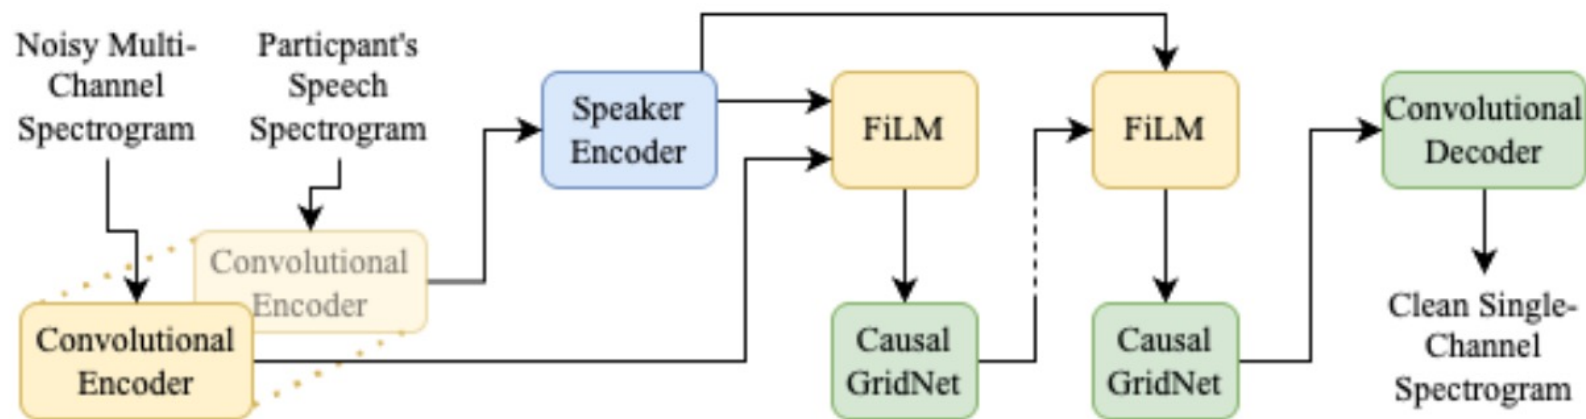 Noisy Multi-
Channel
Spectrogram
Particpant's
Speech
Spectrogram
Convolutional
Encoder
Convolutional
Encoder
Speaker
Encoder
FiLM
Causal
GridNet
FiLM
Causal
GridNet
Convolutional
Decoder
Clean Single-
Channel
Spectrogram